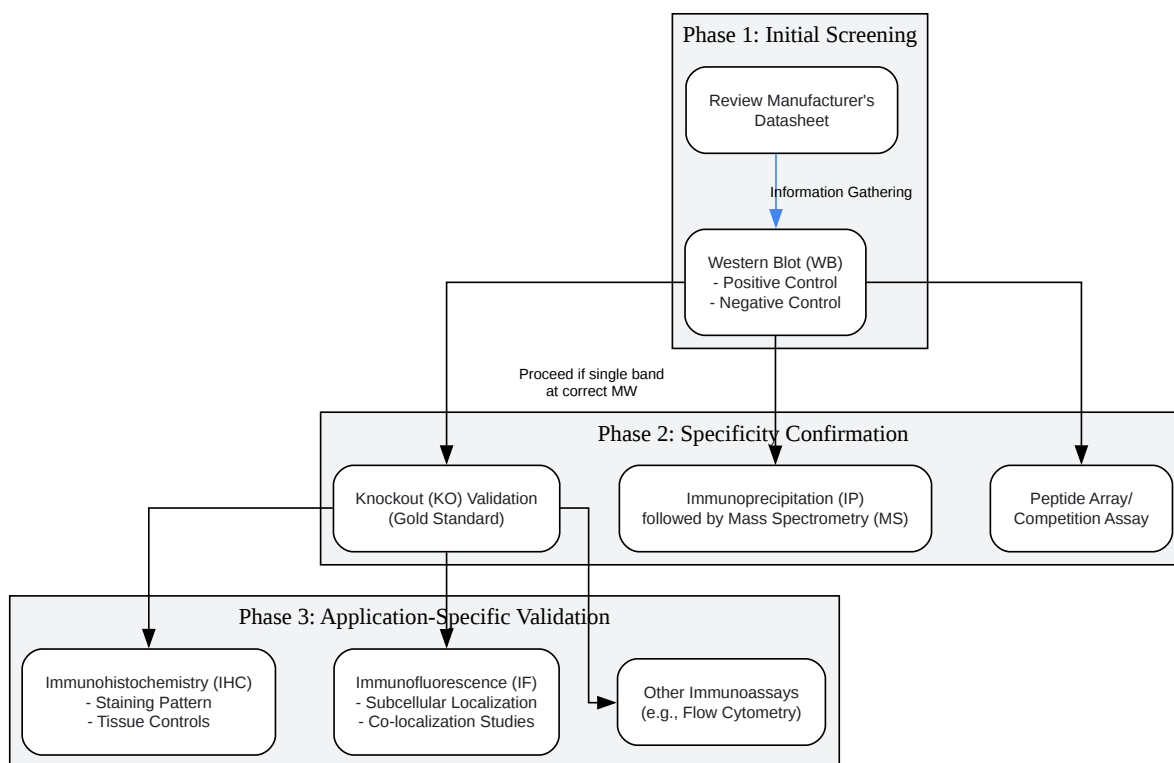 Phase 1: Initial Screening
Review Manufacturer's
Datasheet
Information Gathering
Western Blot (WB)
- Positive Control
- Negative Control
Proceed if single band
at correct MW
Phase 2: Specificity Confirmation
Knockout (KO) Validation
(Gold Standard)
Immunoprecipitation (IP)
followed by Mass Spectrometry (MS)
Peptide Array/
Competition Assay
Phase 3: Application-Specific Validation
Immunohistochemistry (IHC)
- Staining Pattern
- Tissue Controls
Immunofluorescence (IF)
- Subcellular Localization
- Co-localization Studies
Other Immunoassays
(e.g., Flow Cytometry)